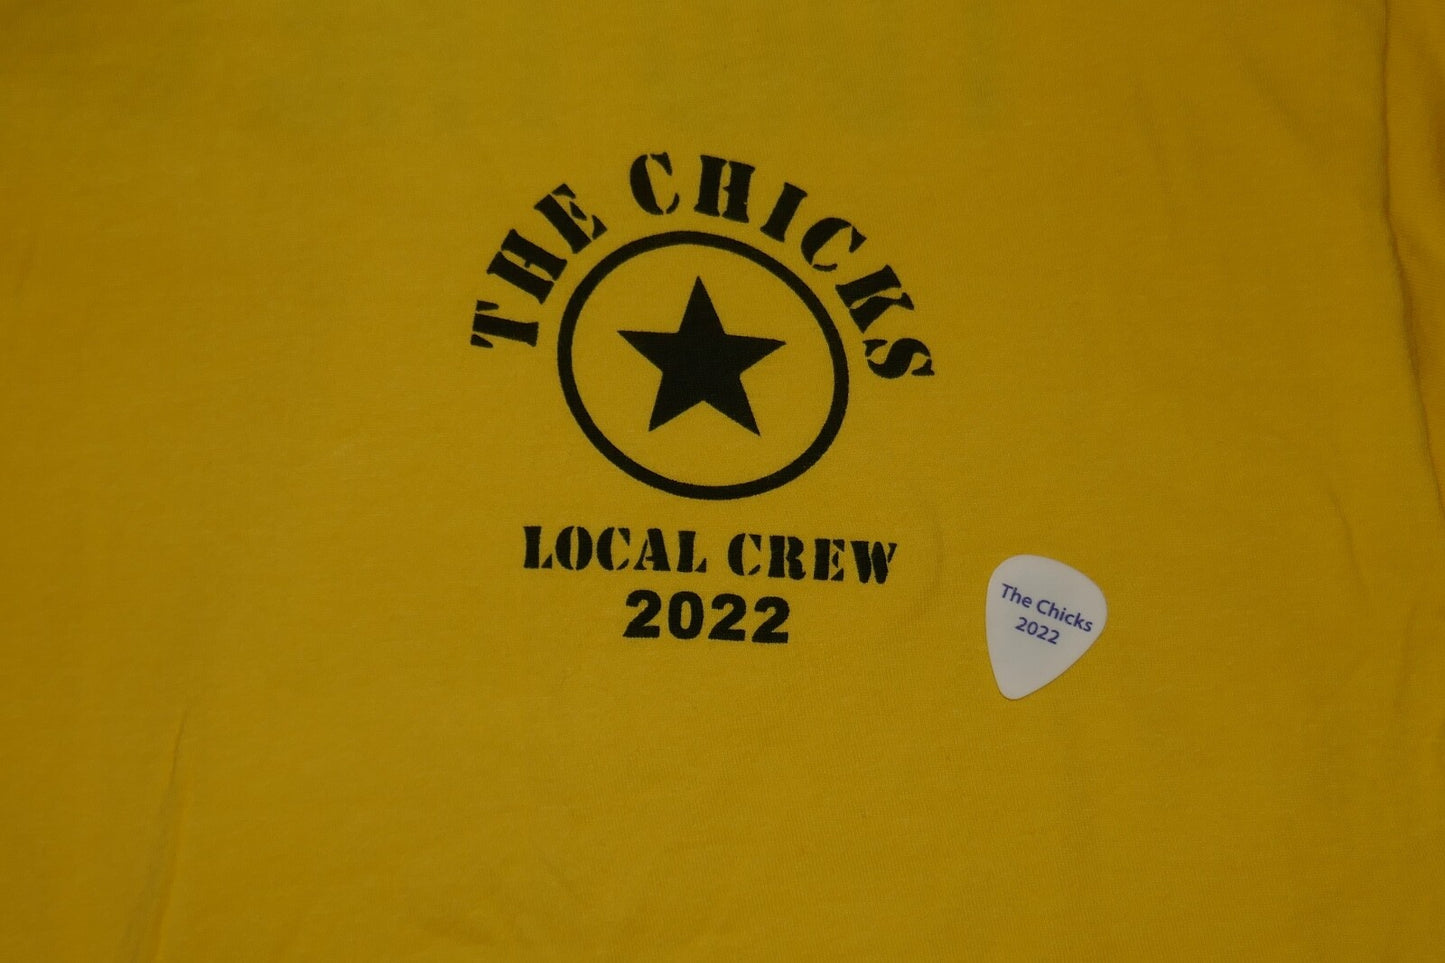 THE CHICKS
LOCAL CREW
2022
The Chicks
2022